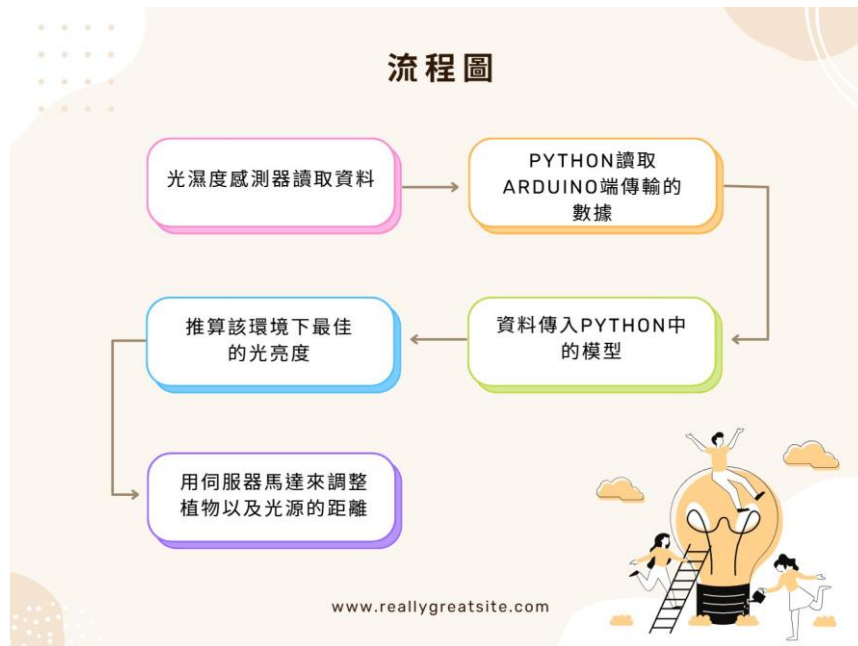 流程圖
光濕度感測器讀取資料
PYTHON讀取
ARDUINO端傳輸的
數據
資料傳入PYTHON中
的模型
推算該環境下最佳
的光亮度
用伺服器馬達來調整
植物以及光源的距離
www.reallygreatsite.com